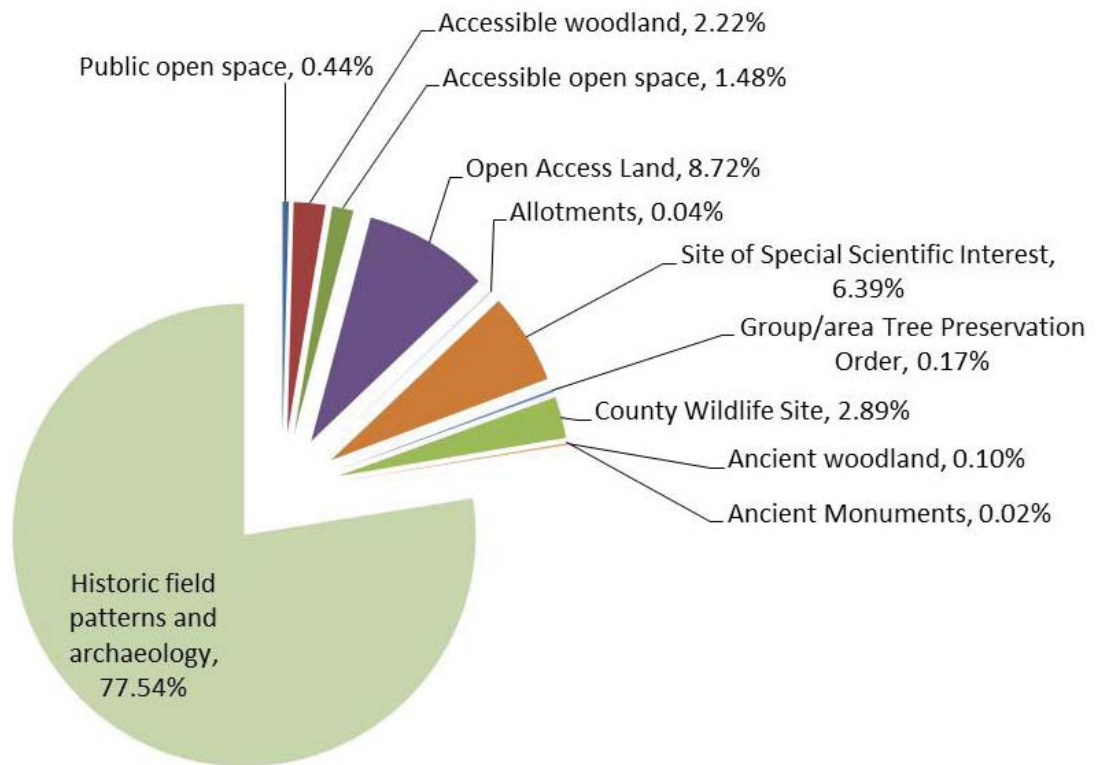 Accessible woodland, 2.22%
Public open space, 0.44%
Accessible open space, 1.48%
Open Access Land, 8.72%
Allotments, 0.04%
Site of Special Scientific Interest,
6.39%
Group/area Tree Preservation
Order, 0.17%
County Wildlife Site, 2.89%
Ancient woodland, 0.10%
Ancient Monuments, 0.02%
Historic field
patterns and
archaeology,
77.54%